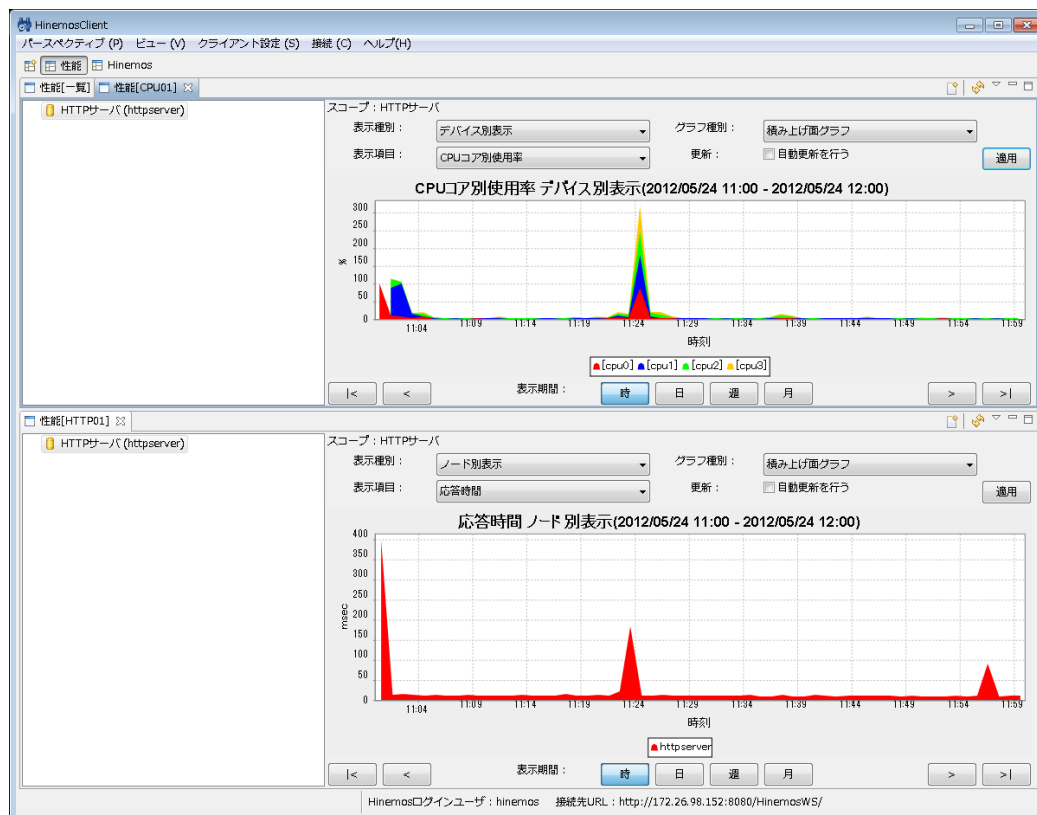 HinemosClient
パースペクティブ (P) ビュー (V) クライアント設定 (S) 接続 (C) ヘルプ(H)
性能 Hinemos
性能[一覧] 性能[CPU01]
HTTPサーバ (httpserver)
スコープ : HTTPサーバ
表示種別 : デバイス別表示 グラフ種別 : 積み上げ面グラフ
表示項目 : CPUコア別使用率 更新 : 自動更新を行う 適用
CPUコア別使用率 デバイス別表示(2012/05/24 11:00 - 2012/05/24 12:00)
300
250
200
150
100
50
0
%
11:04 11:09 11:14 11:19 11:24 11:29 11:34 11:39 11:44 11:49 11:54 11:59
時刻
[cpu0] [cpu1] [cpu2] [cpu3]
|< < 表示期間 : 時 日 週 月 > >|
性能[HTTP01]
HTTPサーバ (httpserver)
スコープ : HTTPサーバ
表示種別 : ノード別表示 グラフ種別 : 積み上げ面グラフ
表示項目 : 応答時間 更新 : 自動更新を行う 適用
応答時間 ノード別表示(2012/05/24 11:00 - 2012/05/24 12:00)
400
350
300
250
200
150
100
50
0
msec
11:04 11:09 11:14 11:19 11:24 11:29 11:34 11:39 11:44 11:49 11:54 11:59
時刻
httpserver
|< < 表示期間 : 時 日 週 月 > >|
Hinemosログインユーザ : hinemos 接続先URL : http://172.26.98.152:8080/HinemosWS/